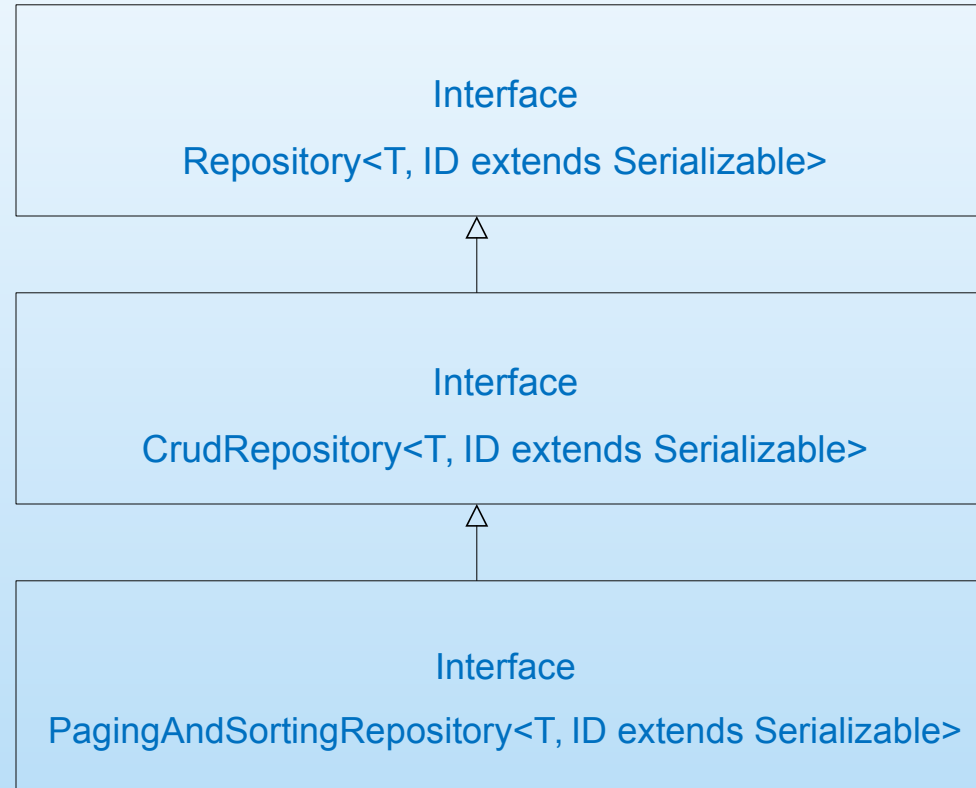 Interface
Repository<T, ID extends Serializable>
Interface
CrudRepository<T, ID extends Serializable>
Interface
PagingAndSortingRepository<T, ID extends Serializable>